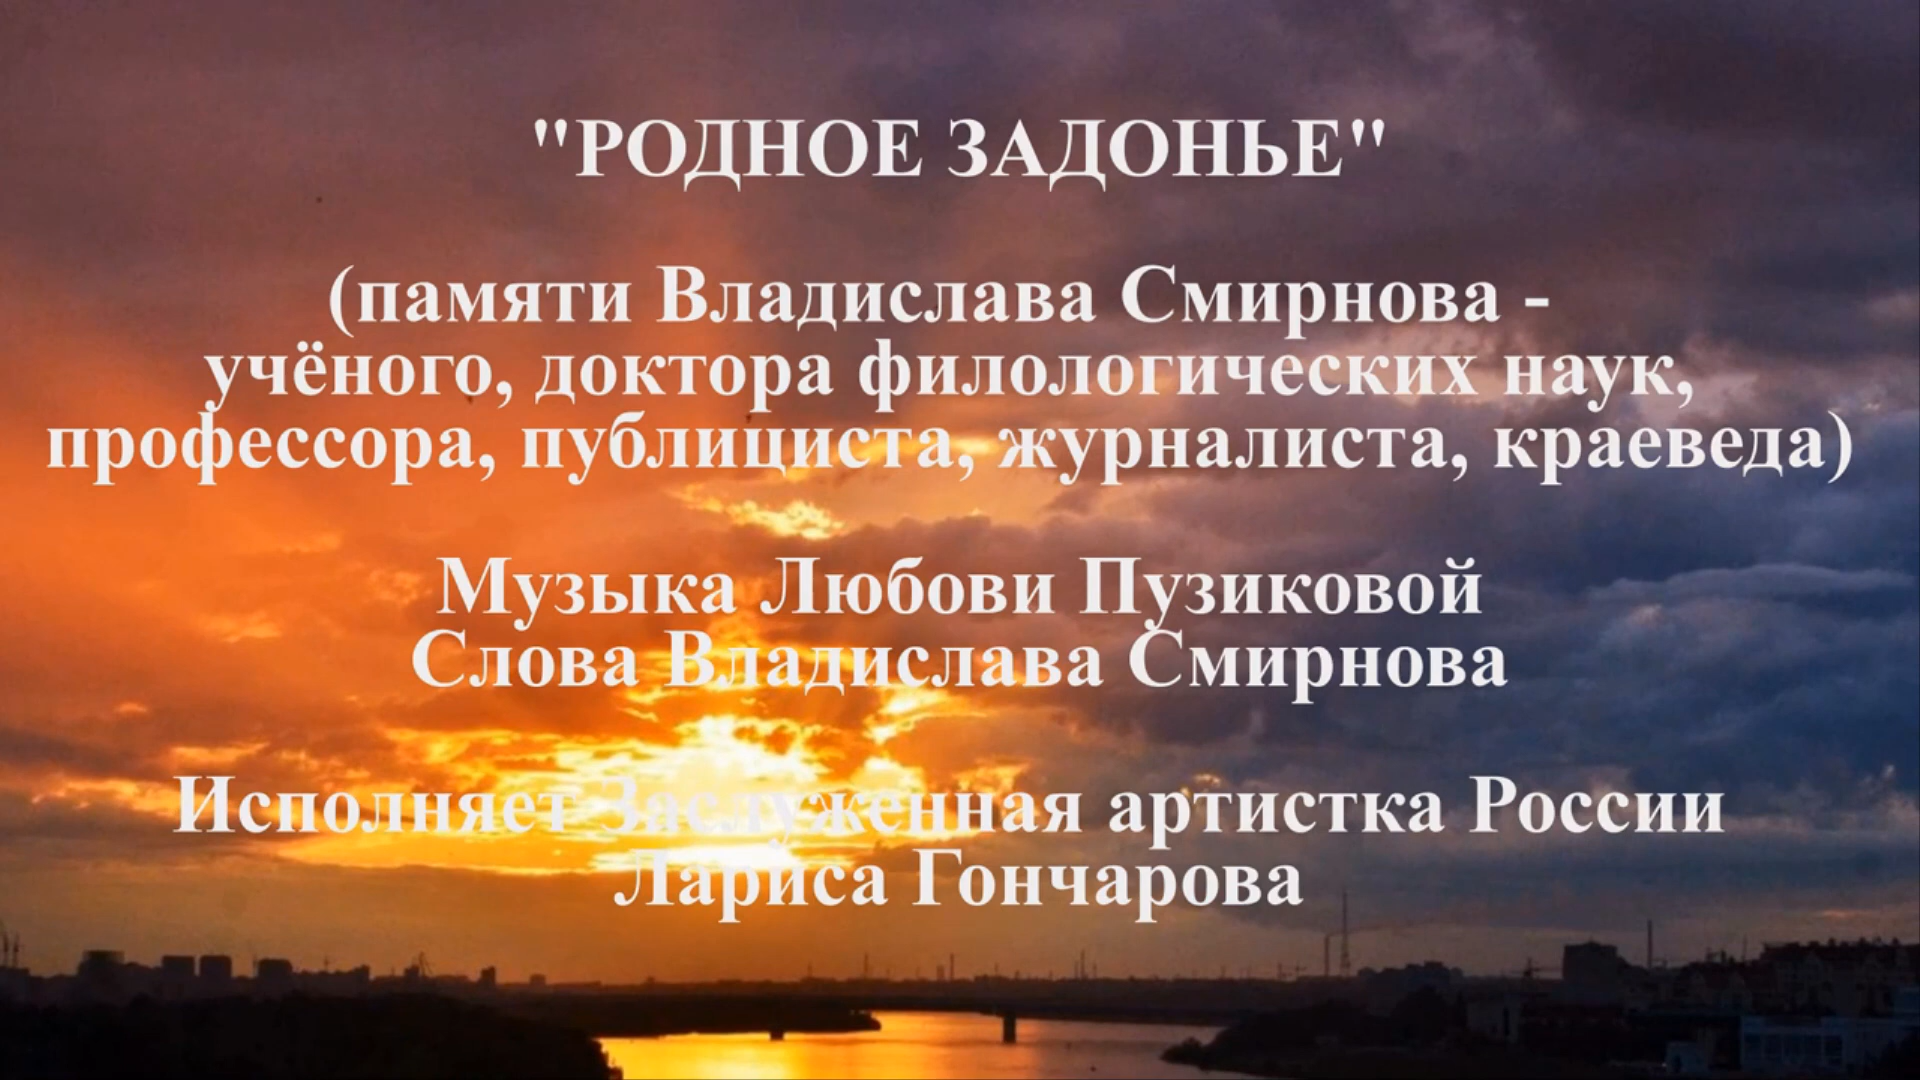 "РОДНОЕ ЗАДОНЬЕ"
(памяти Владислава Смирнова -
учёного, доктора филологических наук,
профессора, публициста, журналиста, краеведа)
Музыка Любови Пузиковой
Слова Владислава Смирнова
Исполняет Заслуженная артистка России
Лариса Гончарова